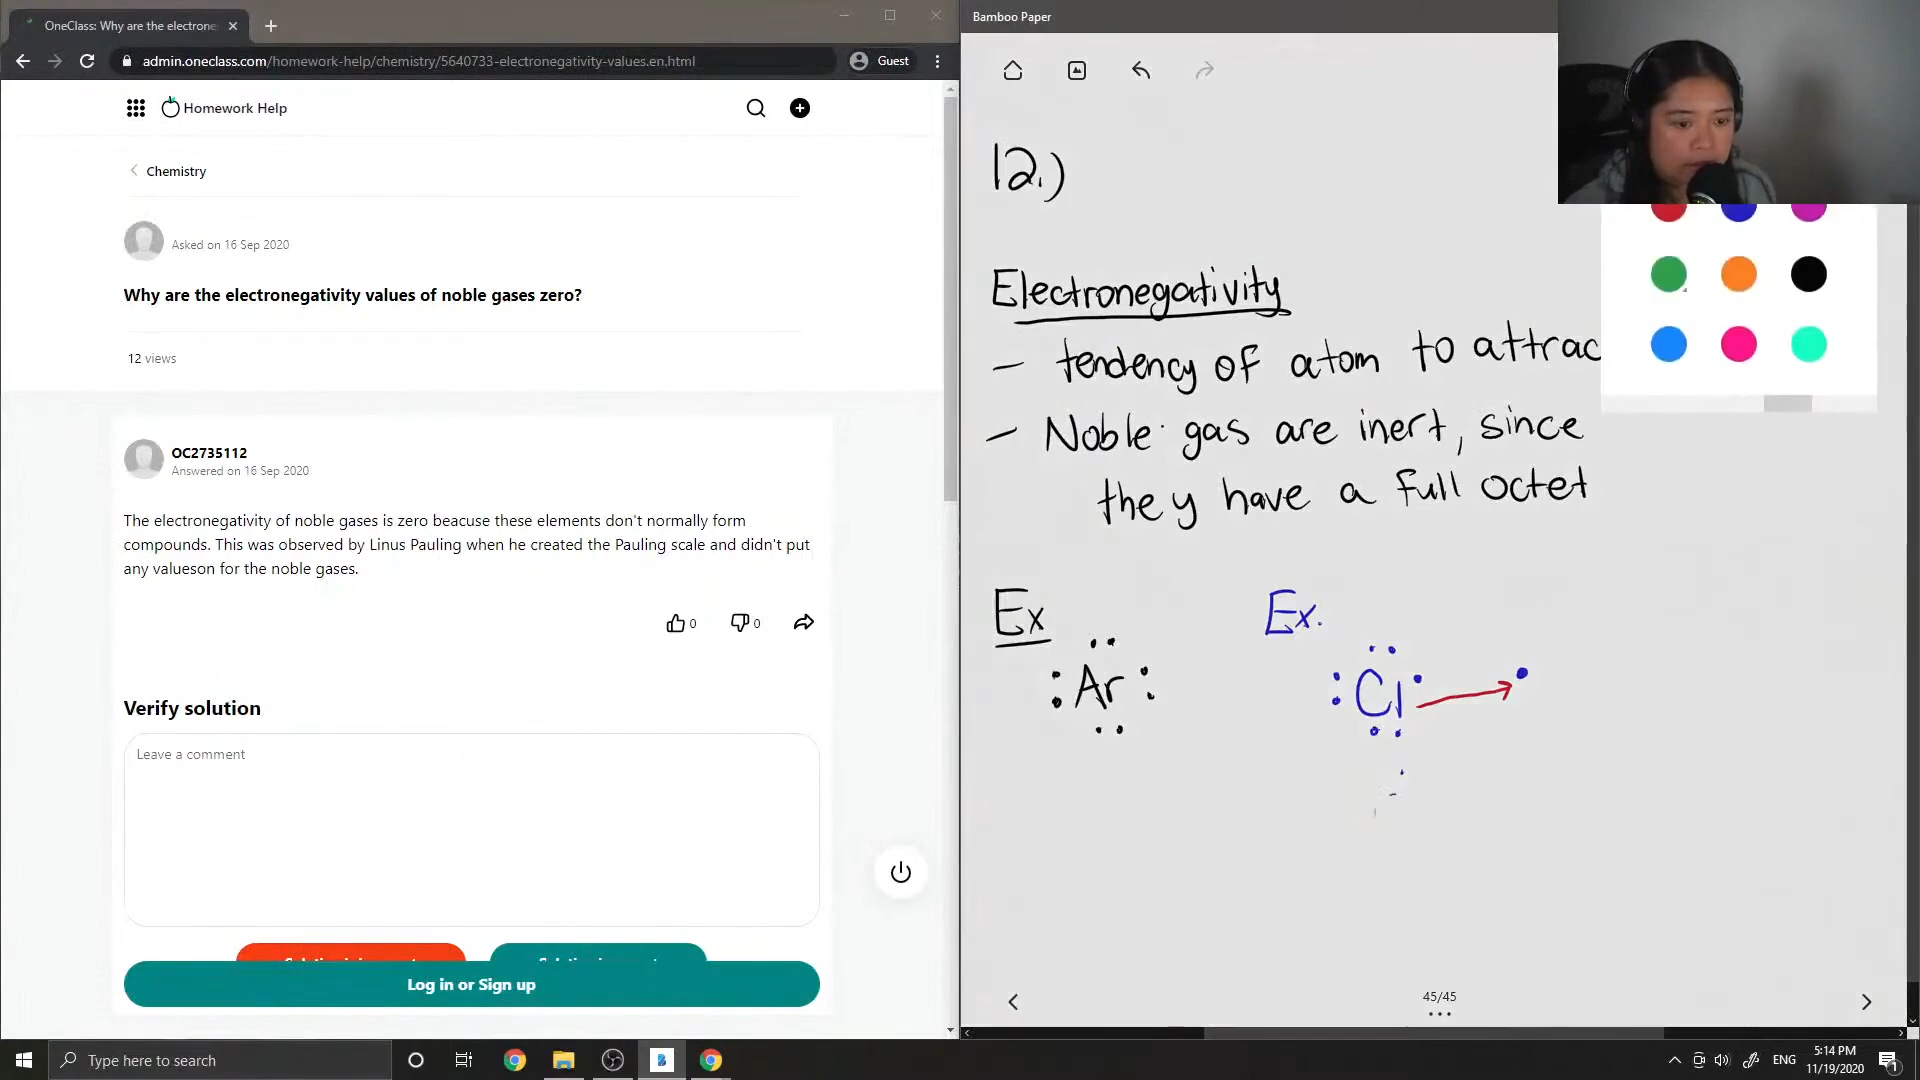 OneClass: Why are the electrone
admin.oneclass.com/homework-help/chemistry/5640733-electronegativity-values.en.html
Guest
Homework Help
Chemistry
Asked on 16 Sep 2020
Why are the electronegativity values of noble gases zero?
12 views
OC2735112
Answered on 16 Sep 2020
The electronegativity of noble gases is zero beacuse these elements don't normally form
compounds. This was observed by Linus Pauling when he created the Pauling scale and didn't put
any valueson for the noble gases.
0
0
Verify solution
Leave a comment
Log in or Sign up
Bamboo Paper
12.)
Electronegativity
- tendency of atom to attrac
- Noble gas are inert, since
they have a full octet
Ex
Ar
Ex.
Cl
45/45
Type here to search
ENG
5:14 PM
11/19/2020
1